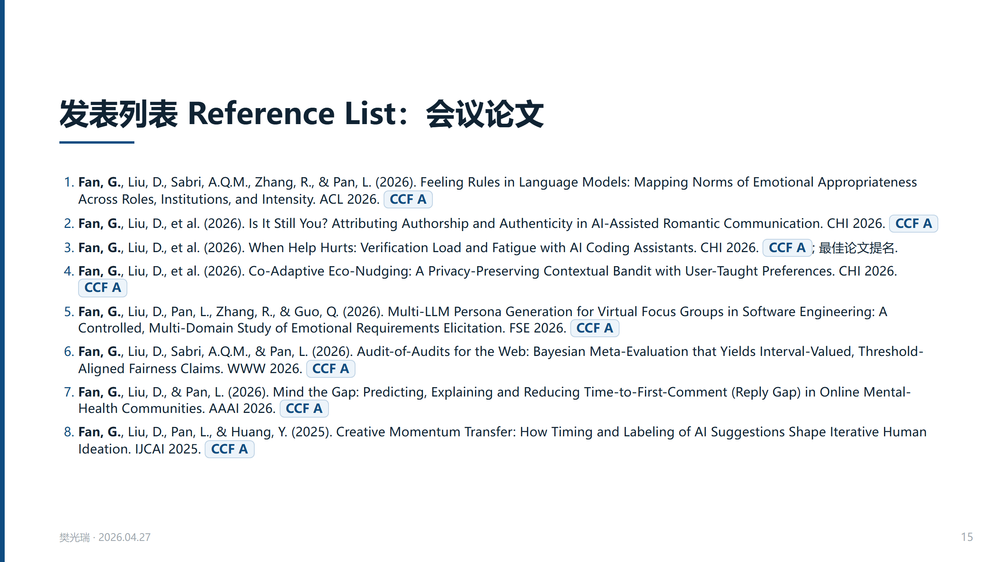 发表列表 Reference List：会议论文
1. Fan, G., Liu, D., Sabri, A.Q.M., Zhang, R., & Pan, L. (2026). Feeling Rules in Language Models: Mapping Norms of Emotional Appropriateness
Across Roles, Institutions, and Intensity. ACL 2026. CCF A
2. Fan, G., Liu, D., et al. (2026). Is It Still You? Attributing Authorship and Authenticity in AI-Assisted Romantic Communication. CHI 2026. CCF A
3. Fan, G., Liu, D., et al. (2026). When Help Hurts: Verification Load and Fatigue with AI Coding Assistants. CHI 2026. CCF A; 最佳论文提名.
4. Fan, G., Liu, D., et al. (2026). Co-Adaptive Eco-Nudging: A Privacy-Preserving Contextual Bandit with User-Taught Preferences. CHI 2026.
CCF A
5. Fan, G., Liu, D., Pan, L., Zhang, R., & Guo, Q. (2026). Multi-LLM Persona Generation for Virtual Focus Groups in Software Engineering: A
Controlled, Multi-Domain Study of Emotional Requirements Elicitation. FSE 2026. CCF A
6. Fan, G., Liu, D., Sabri, A.Q.M., & Pan, L. (2026). Audit-of-Audits for the Web: Bayesian Meta-Evaluation that Yields Interval-Valued, Threshold-
Aligned Fairness Claims. WWW 2026. CCF A
7. Fan, G., Liu, D., & Pan, L. (2026). Mind the Gap: Predicting, Explaining and Reducing Time-to-First-Comment (Reply Gap) in Online Mental-
Health Communities. AAAI 2026. CCF A
8. Fan, G., Liu, D., Pan, L., & Huang, Y. (2025). Creative Momentum Transfer: How Timing and Labeling of AI Suggestions Shape Iterative Human
Ideation. IJCAI 2025. CCF A
樊光瑞 · 2026.04.27
15